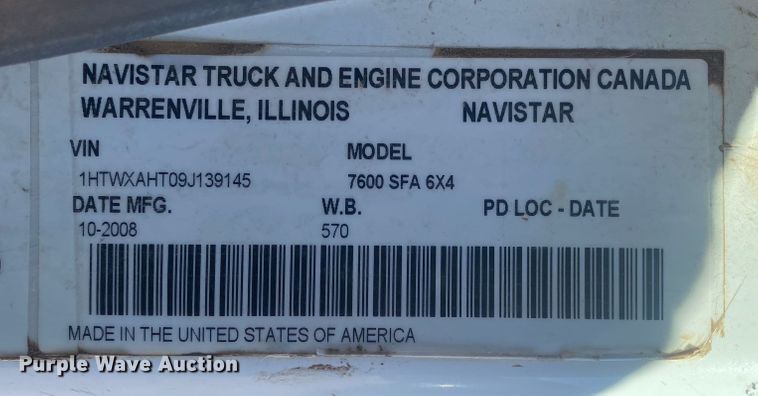 NAVISTAR TRUCK AND ENGINE CORPORATION CANADA
WARRENVILLE, ILLINOIS NAVISTAR
VIN MODEL
1HTWXAHT09J139145 7600 SFA 6X4
DATE MFG. W.B. PD LOC - DATE
10-2008 570
MADE IN THE UNITED STATES OF AMERICA
Purple Wave Auction